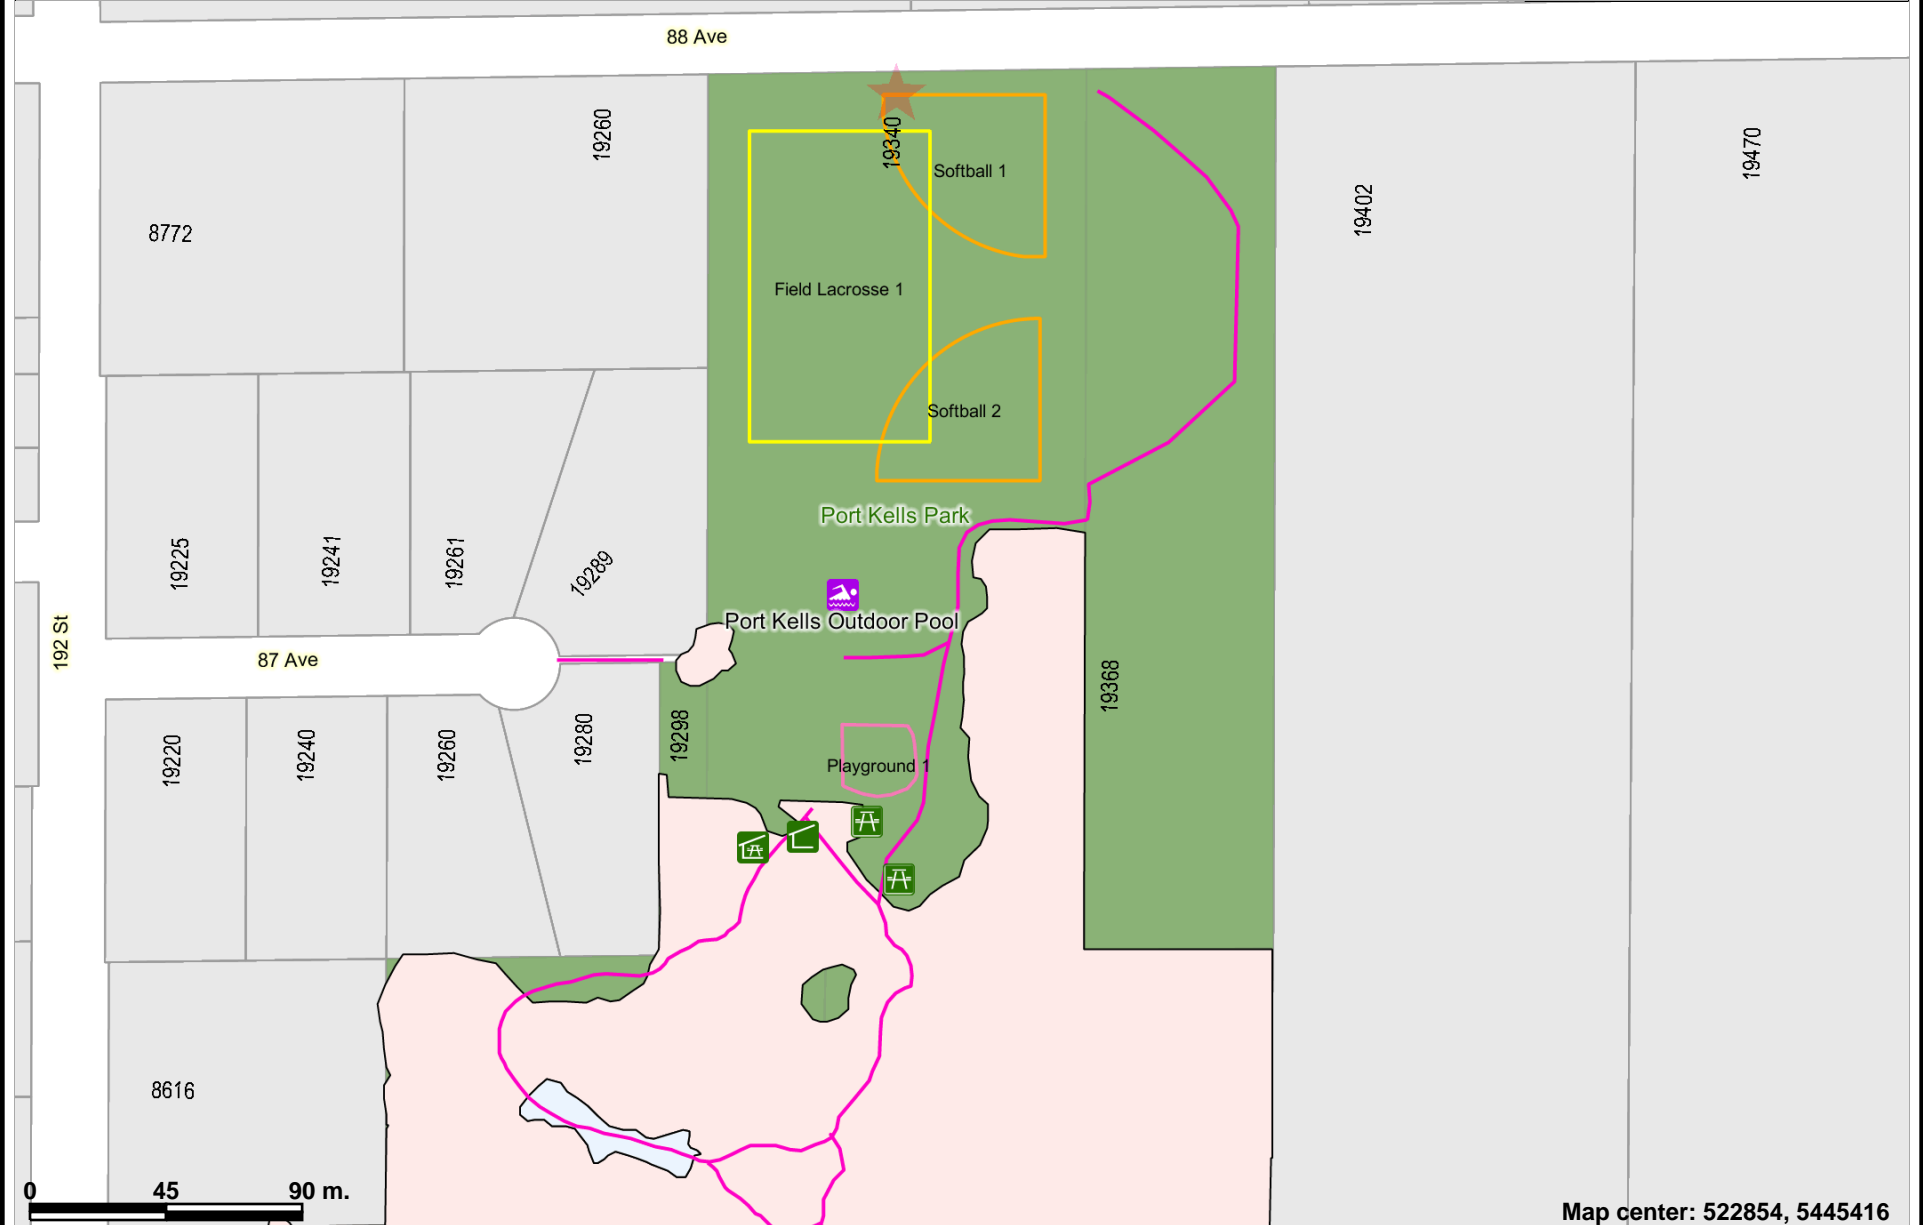 88 Ave
19260
19340
Softball 1
19470
19402
8772
Field Lacrosse 1
Softball 2
Port Kells Park
19225
19241
19261
19289
Port Kells Outdoor Pool
192 St
87 Ave
19368
19220
19240
19260
19280
19298
Playground 1
8616
0 45 90 m.
Map center: 522854, 5445416